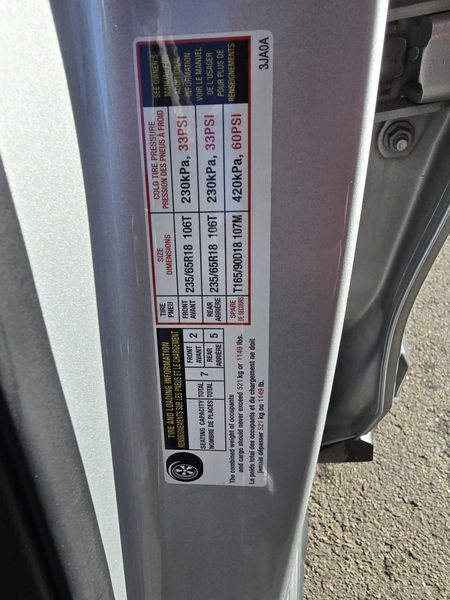 TIRE AND LOADING INFORMATION
RENSEIGNEMENTS SUR LES PNEUS ET LE CHARGEMENT
SEATING CAPACITY TOTAL 7 FRONT 2 REAR 5
NOMBRE DE PLACES TOTAL AVANT ARRIÈRE
The combined weight of occupants
and cargo should never exceed 521 kg or 1149 lbs.
Le poids total des occupants et du chargement ne doit
jamais dépasser 521 kg ou 1149 lb.
TIRE SIZE COLD TIRE PRESSURE
PNEU DIMENSIONS PRESSION DES PNEUS À FROID
FRONT 235/65R18 106T 230kPa, 33PSI
AVANT
REAR 235/65R18 106T 230kPa, 33PSI
ARRIÈRE
SPARE T165/90D18 107M 420kPa, 60PSI
DE SECOURS
SEE OWNER'S
MANUAL FOR
ADDITIONAL
INFORMATION
VOIR LE MANUEL
DE L'USAGER
POUR PLUS DE
RENSEIGNEMENTS
3JA0A